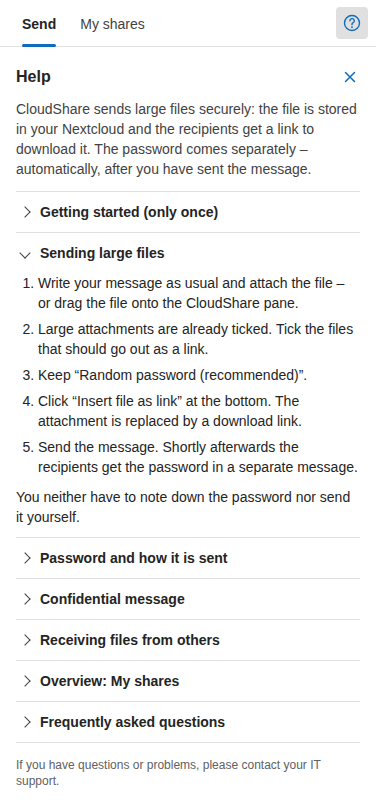 Send My shares
Help
CloudShare sends large files securely: the file is stored
in your Nextcloud and the recipients get a link to
download it. The password comes separately –
automatically, after you have sent the message.
Getting started (only once)
Sending large files
1. Write your message as usual and attach the file –
or drag the file onto the CloudShare pane.
2. Large attachments are already ticked. Tick the files
that should go out as a link.
3. Keep “Random password (recommended)”.
4. Click “Insert file as link” at the bottom. The
attachment is replaced by a download link.
5. Send the message. Shortly afterwards the
recipients get the password in a separate message.
You neither have to note down the password nor send
it yourself.
Password and how it is sent
Confidential message
Receiving files from others
Overview: My shares
Frequently asked questions
If you have questions or problems, please contact your IT
support.